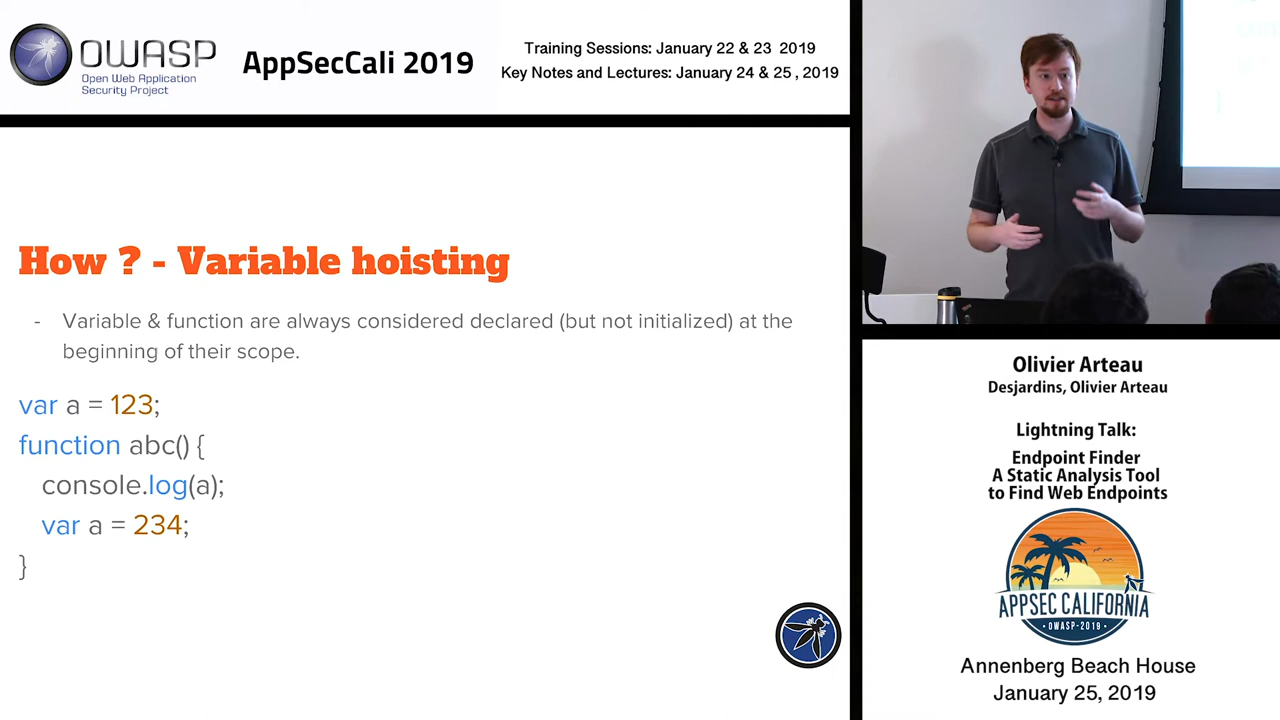 OWASP
Open Web Application
Security Project
AppSecCali 2019
Training Sessions: January 22 & 23 2019
Key Notes and Lectures: January 24 & 25 , 2019
How ? - Variable hoisting
- Variable & function are always considered declared (but not initialized) at the
beginning of their scope.
var a = 123;
function abc() {
console.log(a);
var a = 234;
}
Olivier Arteau
Desjardins, Olivier Arteau
Lightning Talk:
Endpoint Finder
A Static Analysis Tool
to Find Web Endpoints
APPSEC CALIFORNIA
• OWASP-2019 •
Annenberg Beach House
January 25, 2019